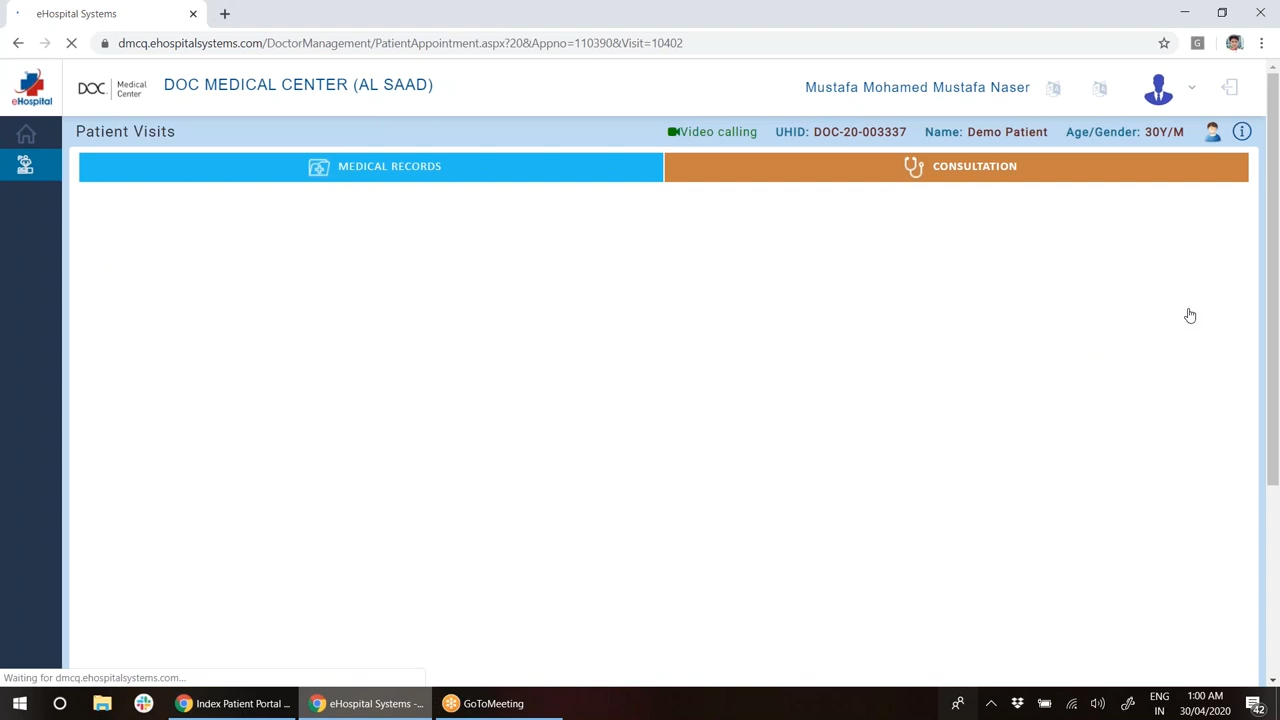 eHospital Systems
dmcq.ehospitalsystems.com/DoctorManagement/PatientAppointment.aspx?20&Appno=110390&Visit=10402
G
eHospital
DOC Medical Center
DOC MEDICAL CENTER (AL SAAD)
Mustafa Mohamed Mustafa Naser
Patient Visits
Video calling
UHID: DOC-20-003337
Name: Demo Patient
Age/Gender: 30Y/M
MEDICAL RECORDS
CONSULTATION
Waiting for dmcq.ehospitalsystems.com...
Index Patient Portal ...
eHospital Systems -...
GoToMeeting
ENG
IN
1:00 AM
30/04/2020
42